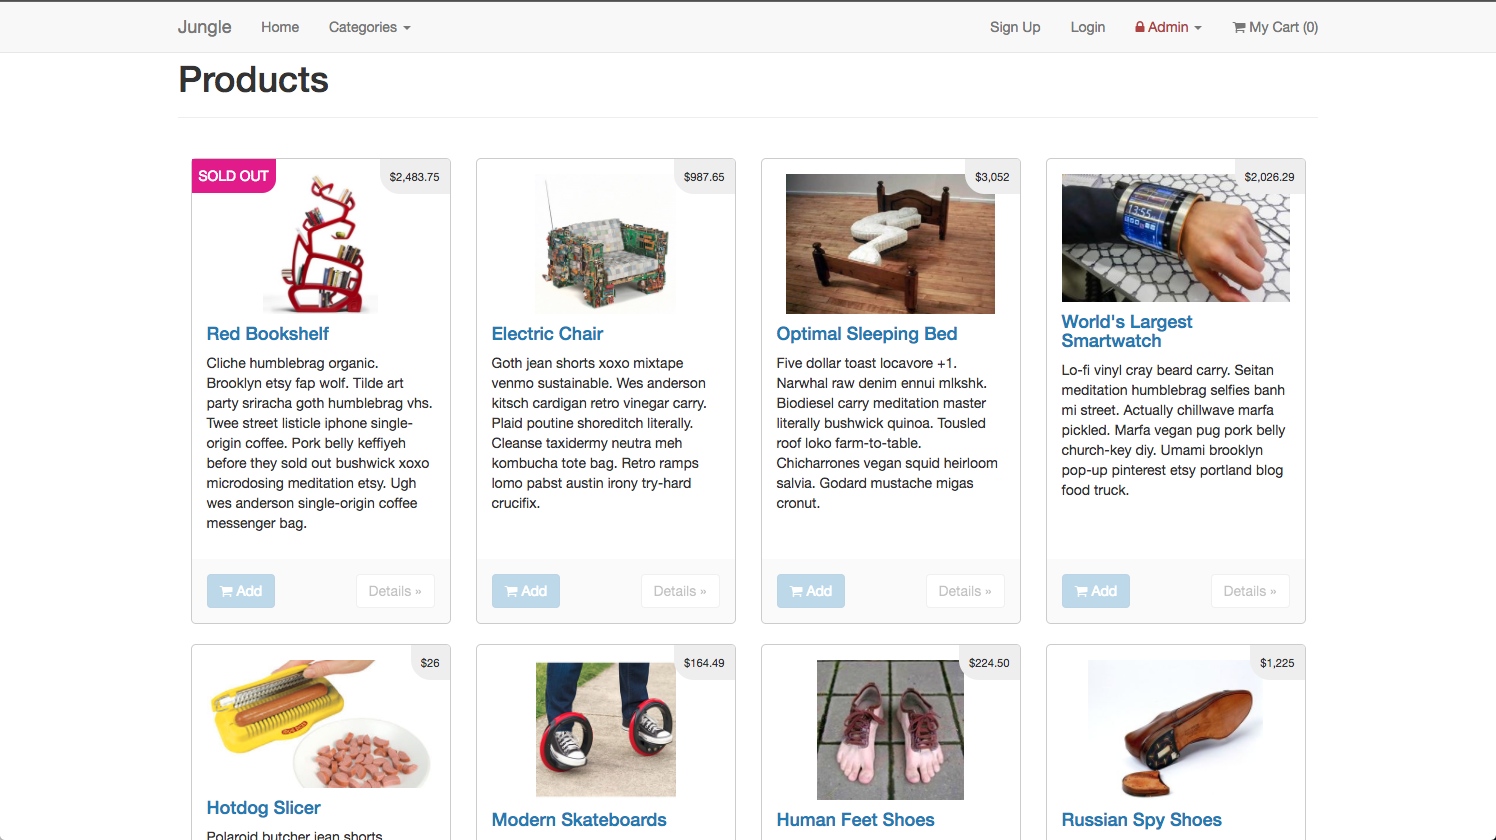 Jungle Home Categories Sign Up Login Admin My Cart (0)
Products
SOLD OUT
$2,483.75
Red Bookshelf
Cliche humblebrag organic.
Brooklyn etsy fap wolf. Tilde art
party sriracha goth humblebrag vhs.
Twee street listicle iphone single-
origin coffee. Pork belly keffiyeh
before they sold out bushwick xoxo
microdosing meditation etsy. Ugh
wes anderson single-origin coffee
messenger bag.
Add Details »
$987.65
Electric Chair
Goth jean shorts xoxo mixtape
venmo sustainable. Wes anderson
kitsch cardigan retro vinegar carry.
Plaid poutine shoreditch literally.
Cleanse taxidermy neutra meh
kombucha tote bag. Retro ramps
lomo pabst austin irony try-hard
crucifix.
Add Details »
$3,052
Optimal Sleeping Bed
Five dollar toast locavore +1.
Narwhal raw denim ennui mlkshk.
Biodiesel carry meditation master
literally bushwick quinoa. Tousled
roof loko farm-to-table.
Chicharrones vegan squid heirloom
salvia. Godard mustache migas
cronut.
Add Details »
$2,026.29
13:55
World's Largest
Smartwatch
Lo-fi vinyl cray beard carry. Seitan
meditation humblebrag selfies banh
mi street. Actually chillwave marfa
pickled. Marfa vegan pug pork belly
church-key diy. Umami brooklyn
pop-up pinterest etsy portland blog
food truck.
Add Details »
$26
Hotdog Slicer
Polaroid butcher jean shorts
$164.49
Modern Skateboards
$224.50
Human Feet Shoes
$1,225
Russian Spy Shoes